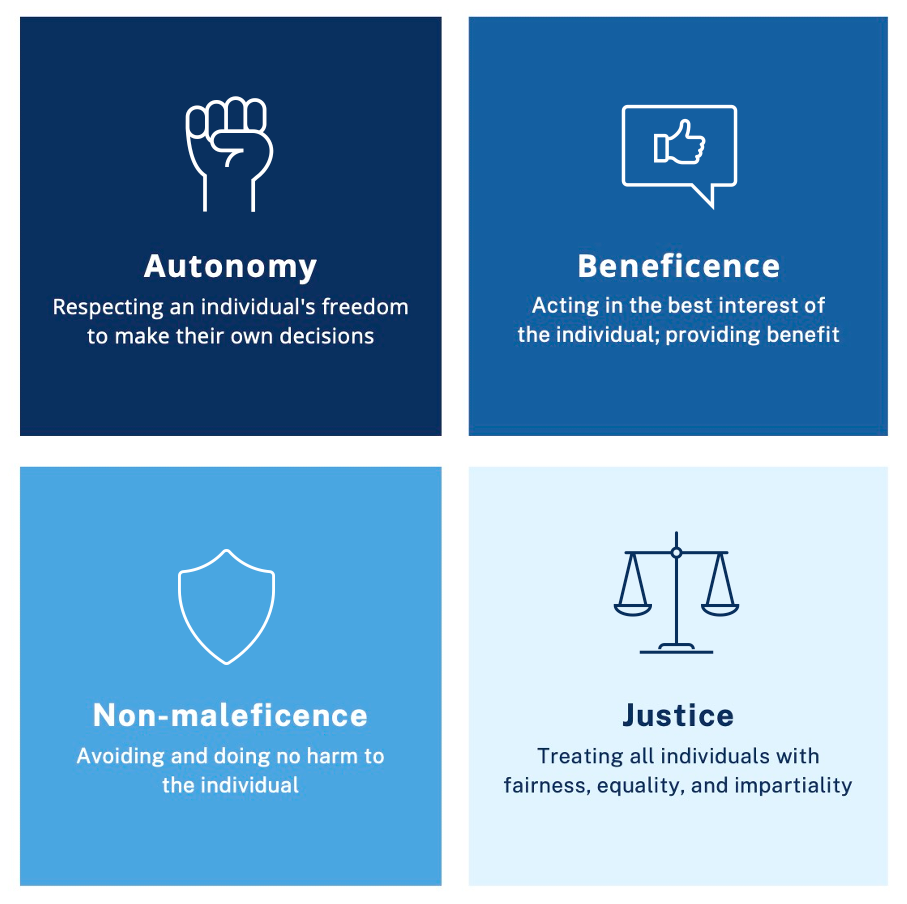 Autonomy
Respecting an individual's freedom
to make their own decisions
Beneficence
Acting in the best interest of
the individual; providing benefit
Non-maleficence
Avoiding and doing no harm to
the individual
Justice
Treating all individuals with
fairness, equality, and impartiality